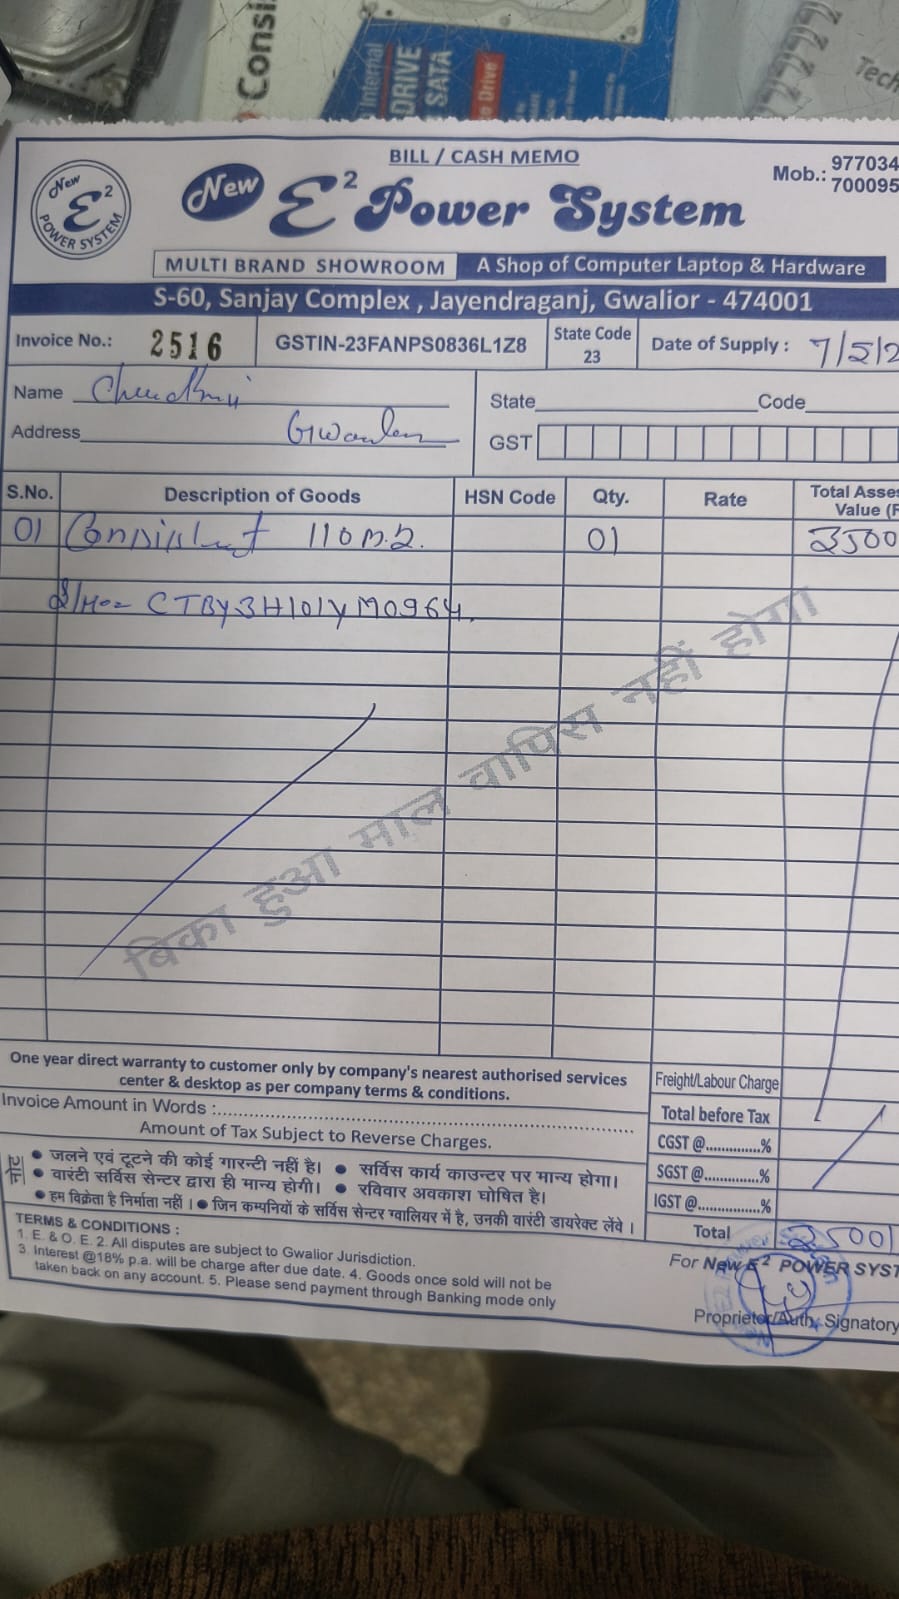 Consi
Internal
DRIVE
SATA
Drive
Tech
BILL / CASH MEMO
Mob.: 977034
700095
New E² POWER SYSTEM
New E² Power System
MULTI BRAND SHOWROOM A Shop of Computer Laptop & Hardware
S-60, Sanjay Complex , Jayendraganj, Gwalior - 474001
Invoice No.: 2516 GSTIN-23FANPS0836L1Z8 State Code 23 Date of Supply : 7/5/2
Name
Address Gwalior
State Code
GST
S.No. Description of Goods HSN Code Qty. Rate Total Asses
Value (R
01 01 3500
S/No= CTBY3H101YM0964.
बिका हुआ माल वापिस नहीं होगा
One year direct warranty to customer only by company's nearest authorised services
center & desktop as per company terms & conditions.
Freight/Labour Charge
Invoice Amount in Words :
Total before Tax
Amount of Tax Subject to Reverse Charges.
CGST @..............%
नोट
• जलने एवं टूटने की कोई गारन्टी नहीं है। • सर्विस कार्य काउन्टर पर मान्य होगा।
SGST @..............%
• वारंटी सर्विस सेन्टर द्वारा ही मान्य होगी। • रविवार अवकाश घोषित है।
• हम विक्रेता है निर्माता नहीं । • जिन कम्पनियों के सर्विस सेन्टर ग्वालियर में है, उनकी वारंटी डायरेक्ट लेंवे ।
IGST @................%
Total 3500/
TERMS & CONDITIONS :
1. E. & O. E. 2. All disputes are subject to Gwalior Jurisdiction.
3. Interest @18% p.a. will be charge after due date. 4. Goods once sold will not be
taken back on any account. 5. Please send payment through Banking mode only
For New E² POWER SYST
Proprietor/Auth. Signatory